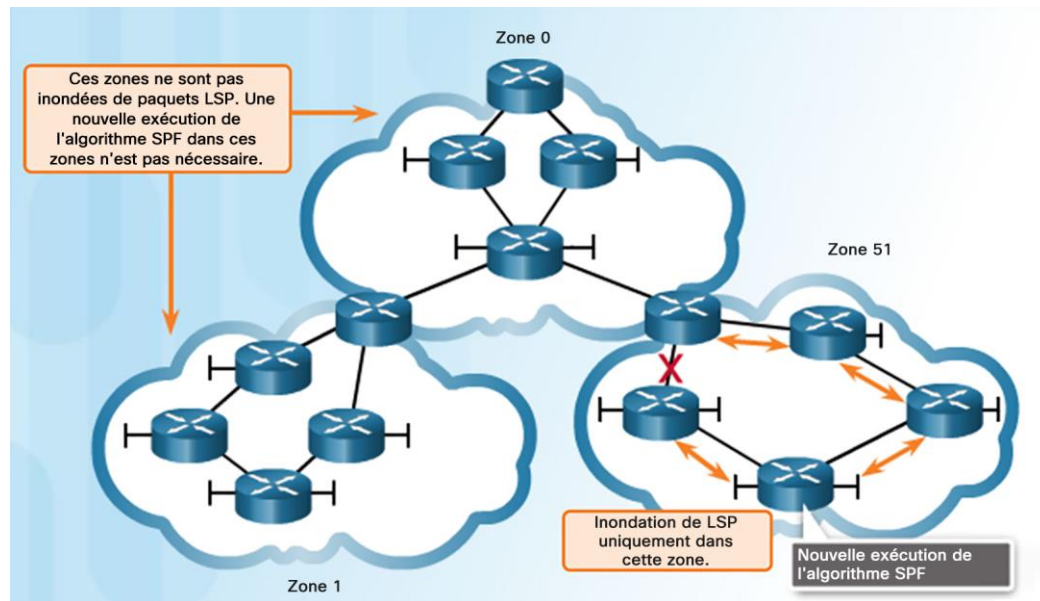 Zone 0
Ces zones ne sont pas
inondées de paquets LSP. Une
nouvelle exécution de
l'algorithme SPF dans ces
zones n'est pas nécessaire.
Zone 51
Inondation de LSP
uniquement dans
cette zone.
Nouvelle exécution de
l'algorithme SPF
Zone 1